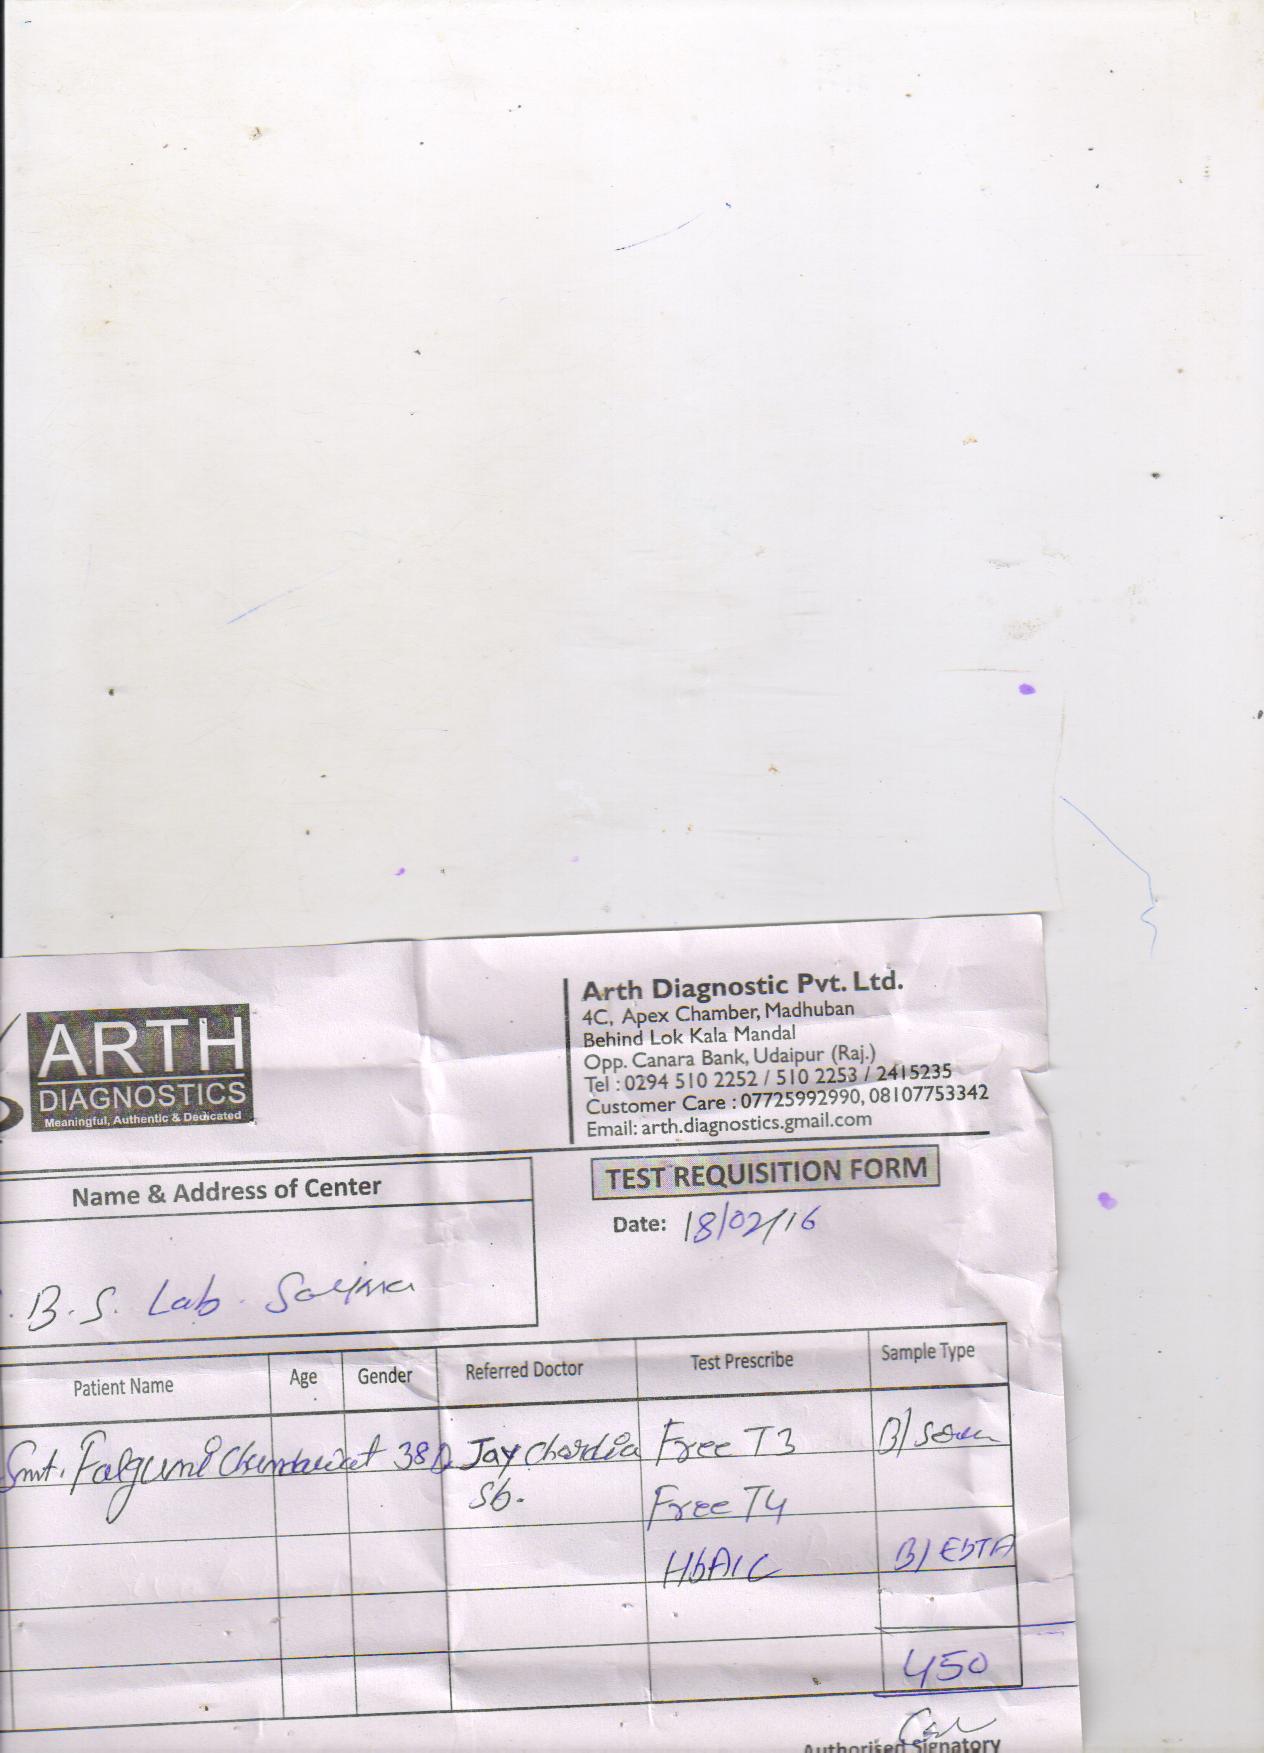 ARTH
DIAGNOSTICS
Meaningful, Authentic & Dedicated
Arth Diagnostic Pvt. Ltd.
4C, Apex Chamber, Madhuban
Behind Lok Kala Mandal
Opp. Canara Bank, Udaipur (Raj.)
Tel : 0294 510 2252 / 510 2253 / 2415235
Customer Care : 07725992990, 08107753342
Email: arth.diagnostics.gmail.com
Name & Address of Center
TEST REQUISITION FORM
Date: 18/02/16
B.S. Lab.
Patient Name Age Gender Referred Doctor Test Prescribe Sample Type
Smt. Falguni 38 Jay Free T3 B/
Sb. Free T4
HbA1C B/EDTA
450
Authorised Signatory